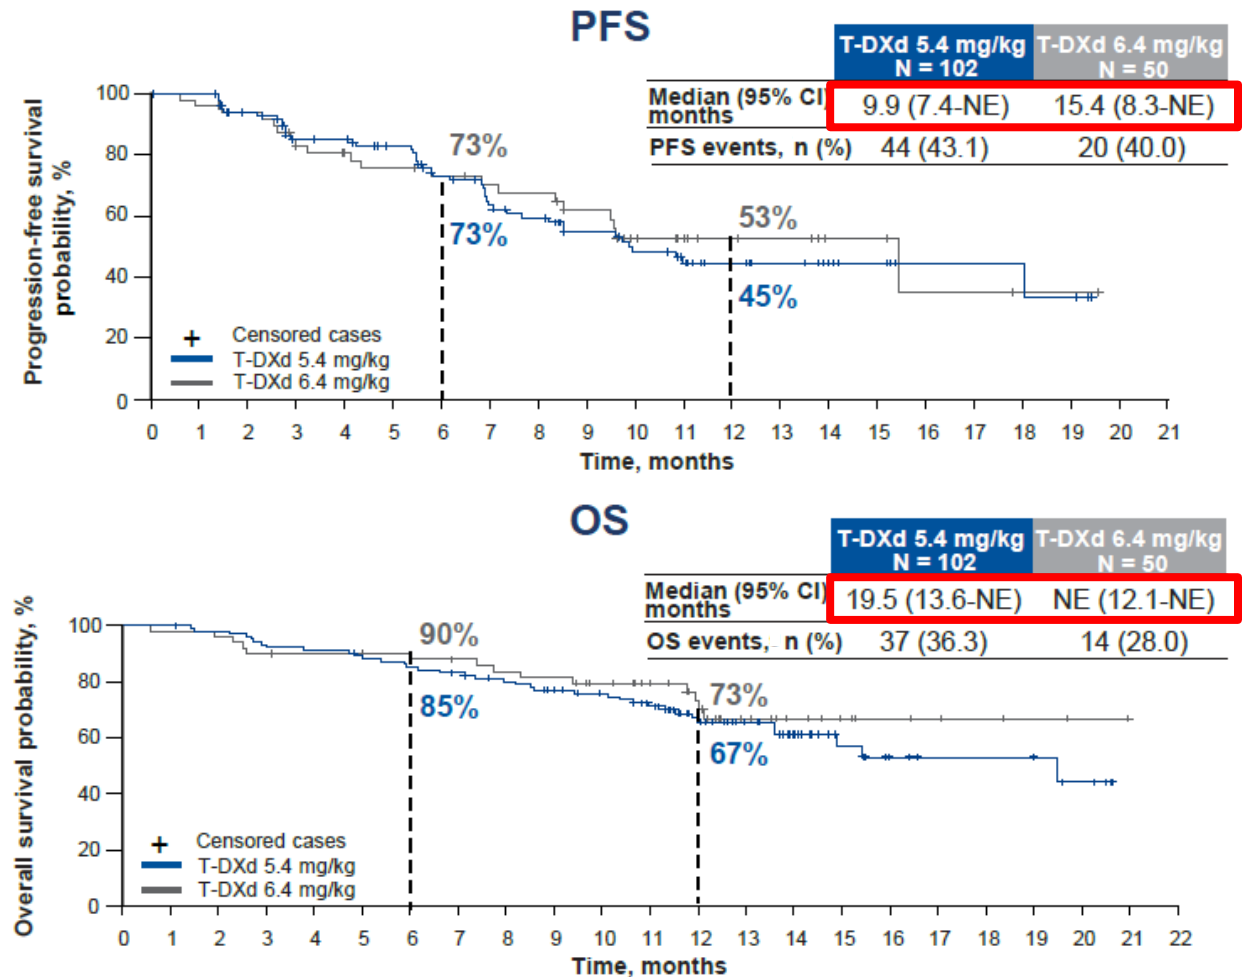 PFS
T-DXd 5.4 mg/kg T-DXd 6.4 mg/kg
N = 102 N = 50
Median (95% CI) months 9.9 (7.4-NE) 15.4 (8.3-NE)
PFS events, n (%) 44 (43.1) 20 (40.0)
Progression-free survival
probability, %
100
80
60
40
20
0
73%
73%
53%
45%
+ Censored cases
T-DXd 5.4 mg/kg
T-DXd 6.4 mg/kg
0 1 2 3 4 5 6 7 8 9 10 11 12 13 14 15 16 17 18 19 20 21
Time, months
OS
T-DXd 5.4 mg/kg T-DXd 6.4 mg/kg
N = 102 N = 50
Median (95% CI) months 19.5 (13.6-NE) NE (12.1-NE)
OS events, n (%) 37 (36.3) 14 (28.0)
Overall survival probability, %
100
80
60
40
20
0
90%
85%
73%
67%
+ Censored cases
T-DXd 5.4 mg/kg
T-DXd 6.4 mg/kg
0 1 2 3 4 5 6 7 8 9 10 11 12 13 14 15 16 17 18 19 20 21 22
Time, months